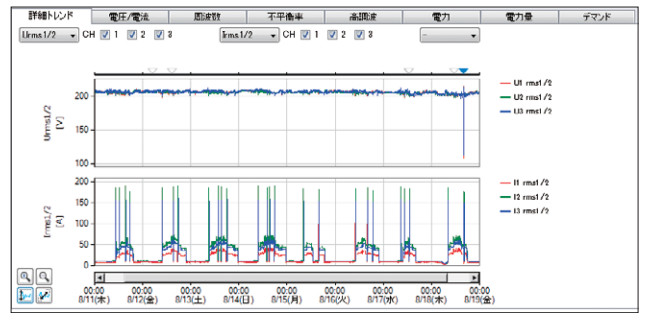 詳細トレンド 電圧/電流 周波数 不平衡率 高調波 電力 電力量 デマンド
Urms1/2 CH 1 2 3 Irms1/2 CH 1 2 3 -
Urms1/2 [V]
200
150
100
U1 rms1/2
U2 rms1/2
U3 rms1/2
Irms1/2 [A]
200
150
100
50
0
I1 rms1/2
I2 rms1/2
I3 rms1/2
00:00 00:00 00:00 00:00 00:00 00:00 00:00 00:00 00:00
8/11(木) 8/12(金) 8/13(土) 8/14(日) 8/15(月) 8/16(火) 8/17(水) 8/18(木) 8/19(金)